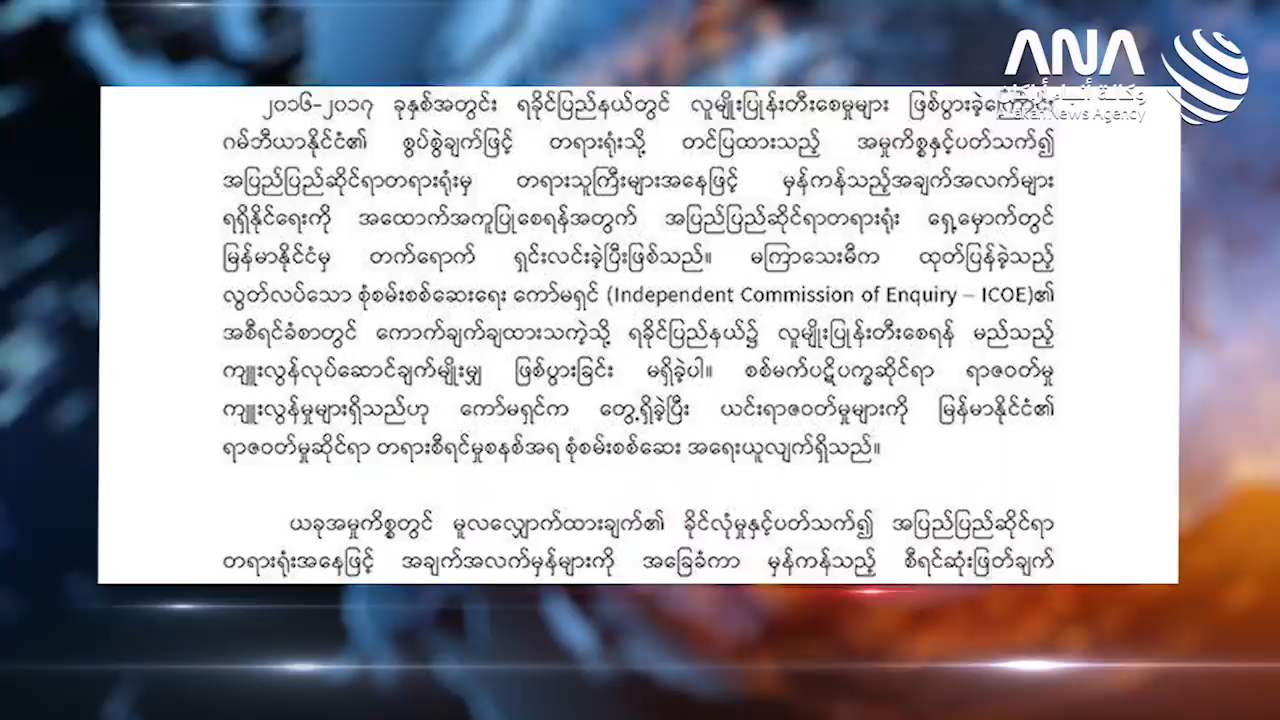 ANA
وكالة أنباء أراكان
Arakan News Agency
၂၀၁၆-၂၀၁၇ ခုနှစ်အတွင်း ရခိုင်ပြည်နယ်တွင် လူမျိုးပြုန်းတီးစေမှုများ ဖြစ်ပွားခဲ့ကြောင်း
ဂမ်ဘီယာနိုင်ငံ၏ စွပ်စွဲချက်ဖြင့် တရားရုံးသို့ တင်ပြထားသည့် အမှုကိစ္စနှင့်ပတ်သက်၍
အပြည်ပြည်ဆိုင်ရာတရားရုံးမှ တရားသူကြီးများအနေဖြင့် မှန်ကန်သည့်အချက်အလက်များ
ရရှိနိုင်ရေးကို အထောက်အကူပြုစေရန်အတွက် အပြည်ပြည်ဆိုင်ရာတရားရုံး ရှေ့မှောက်တွင်
မြန်မာနိုင်ငံမှ တက်ရောက် ရှင်းလင်းခဲ့ပြီးဖြစ်သည်။ မကြာသေးမီက ထုတ်ပြန်ခဲ့သည့်
လွတ်လပ်သော စုံစမ်းစစ်ဆေးရေး ကော်မရှင် (Independent Commission of Enquiry – ICOE)၏
အစီရင်ခံစာတွင် ကောက်ချက်ချထားသကဲ့သို့ ရခိုင်ပြည်နယ်၌ လူမျိုးပြုန်းတီးစေရန် မည်သည့်
ကျူးလွန်လုပ်ဆောင်ချက်မျိုးမျှ ဖြစ်ပွားခြင်း မရှိခဲ့ပါ။ စစ်မက်ပဋိပက္ခဆိုင်ရာ ရာဇဝတ်မှု
ကျူးလွန်မှုများရှိသည်ဟု ကော်မရှင်က တွေ့ရှိခဲ့ပြီး ယင်းရာဇဝတ်မှုများကို မြန်မာနိုင်ငံ၏
ရာဇဝတ်မှုဆိုင်ရာ တရားစီရင်မှုစနစ်အရ စုံစမ်းစစ်ဆေး အရေးယူလျက်ရှိသည်။
ယခုအမှုကိစ္စတွင် မူလလျှောက်ထားချက်၏ ခိုင်လုံမှုနှင့်ပတ်သက်၍ အပြည်ပြည်ဆိုင်ရာ
တရားရုံးအနေဖြင့် အချက်အလက်မှန်များကို အခြေခံကာ မှန်ကန်သည့် စီရင်ဆုံးဖြတ်ချက်